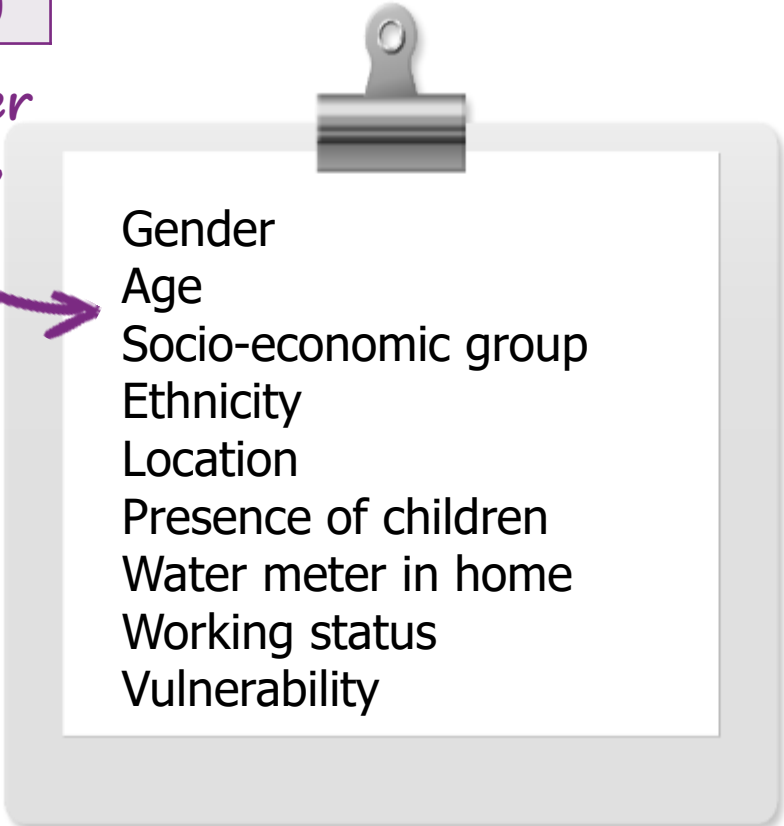 Gender
Age
Socio-economic group
Ethnicity
Location
Presence of children
Water meter in home
Working status
Vulnerability